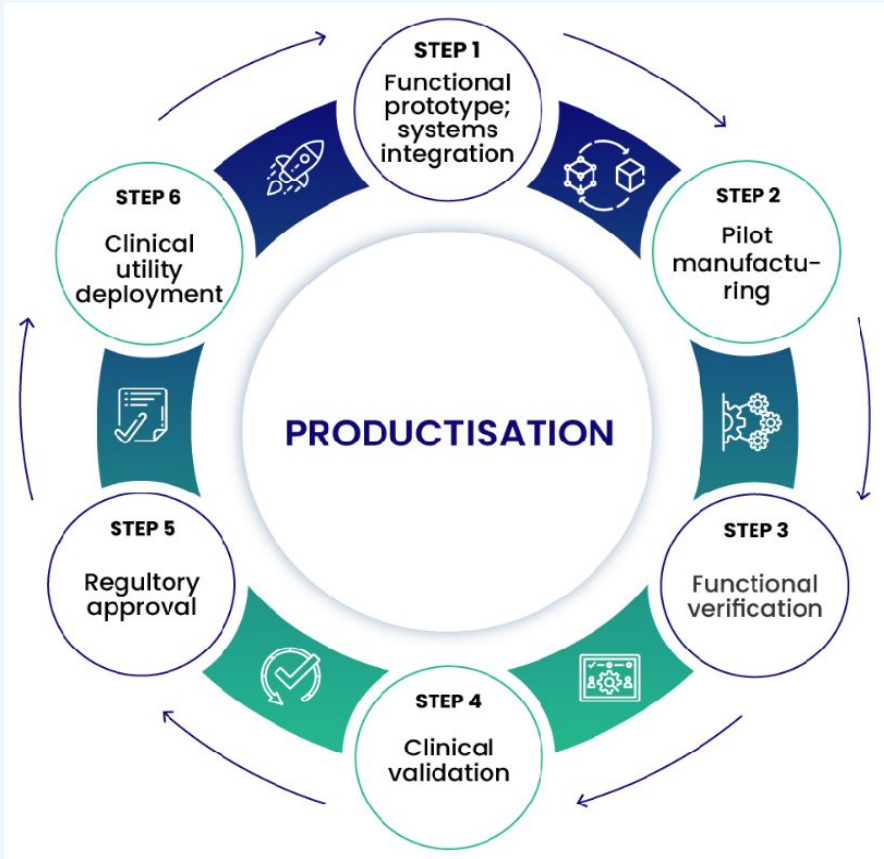 STEP 1
Functional
prototype;
systems
integration
STEP 2
Pilot
manufactu-
ring
STEP 3
Functional
verification
STEP 4
Clinical
validation
STEP 5
Regultory
approval
STEP 6
Clinical
utility
deployment
PRODUCTISATION